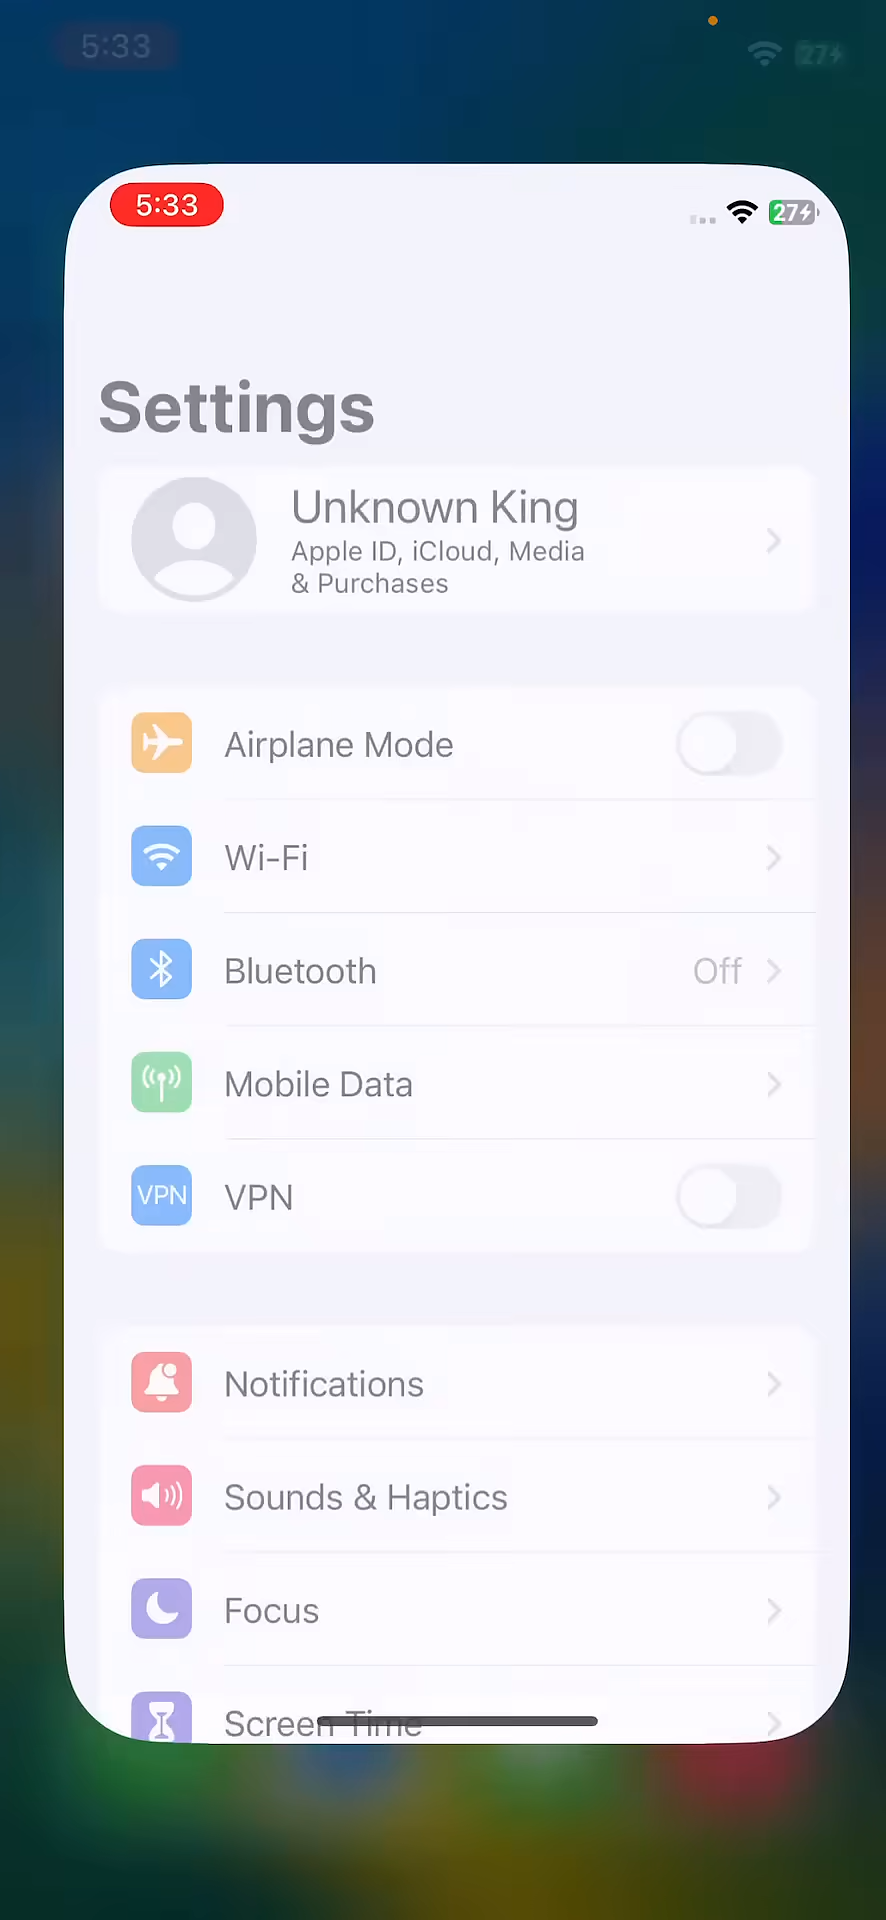 5:33
27
5:33
27
Settings
Unknown King
Apple ID, iCloud, Media
& Purchases
Airplane Mode
Wi-Fi
Bluetooth
Off
Mobile Data
VPN
VPN
Notifications
Sounds & Haptics
Focus
Screen Time